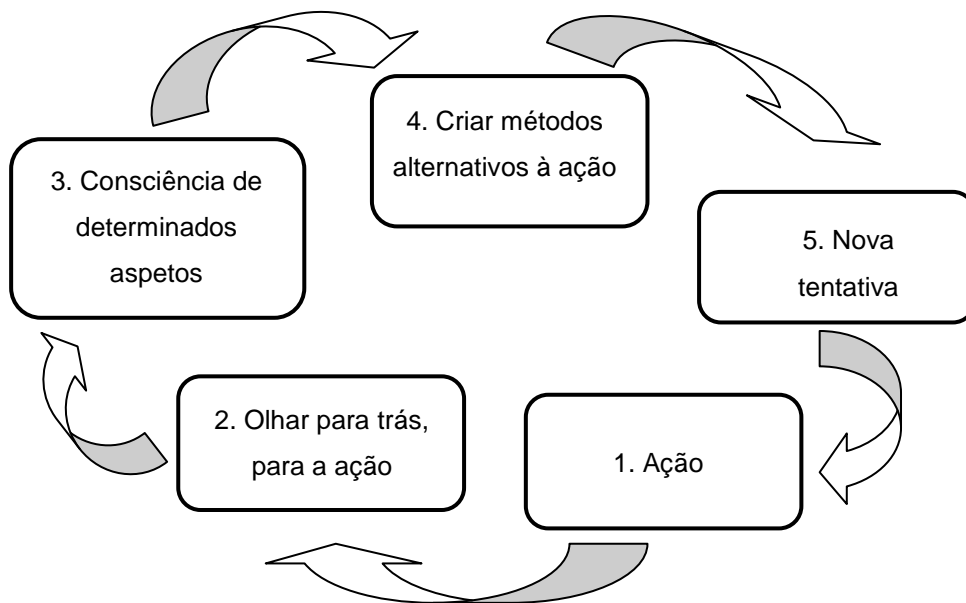 4. Criar métodos
alternativos à ação
3. Consciência de
determinados
aspetos
5. Nova
tentativa
2. Olhar para trás,
para a ação
1. Ação